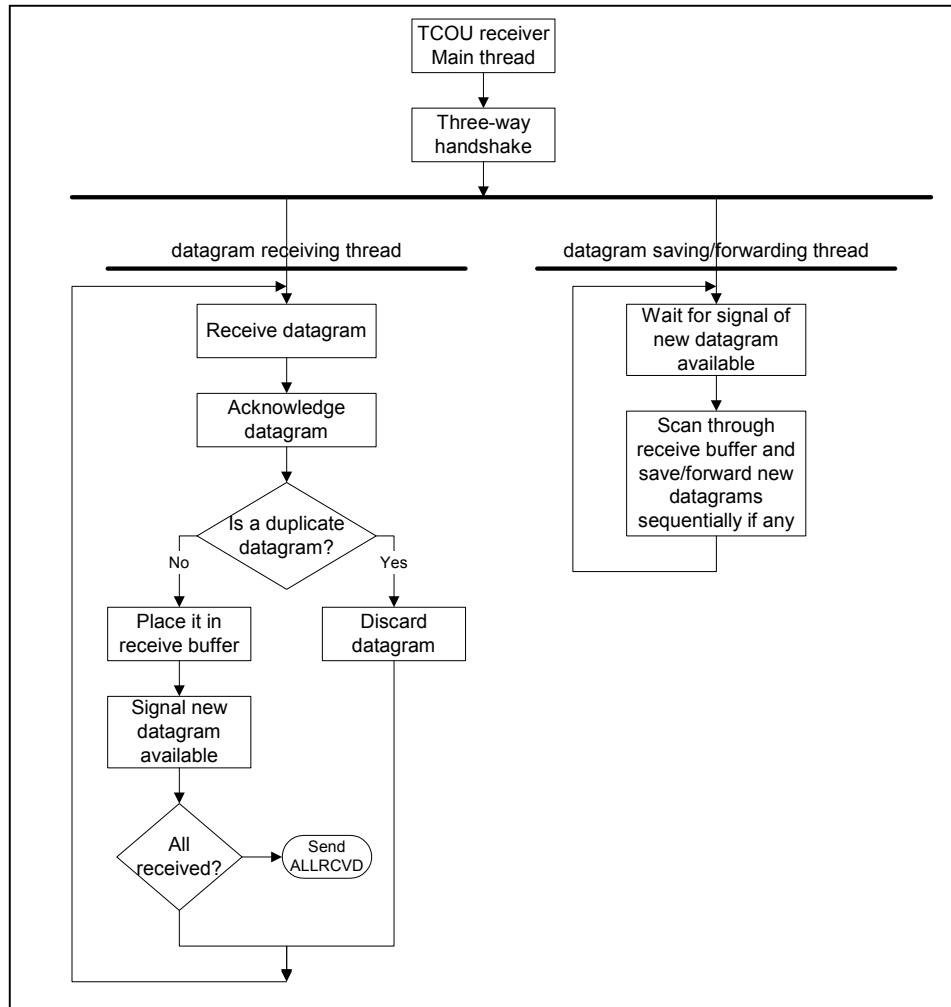 TCOU receiver
Main thread
Three-way
handshake
datagram receiving thread
datagram saving/forwarding thread
Receive datagram
Acknowledge
datagram
Is a duplicate
datagram?
No
Yes
Place it in
receive buffer
Discard
datagram
Signal new
datagram
available
All
received?
Send
ALLRCVD
Wait for signal of
new datagram
available
Scan through
receive buffer and
save/forward new
datagrams
sequentially if any